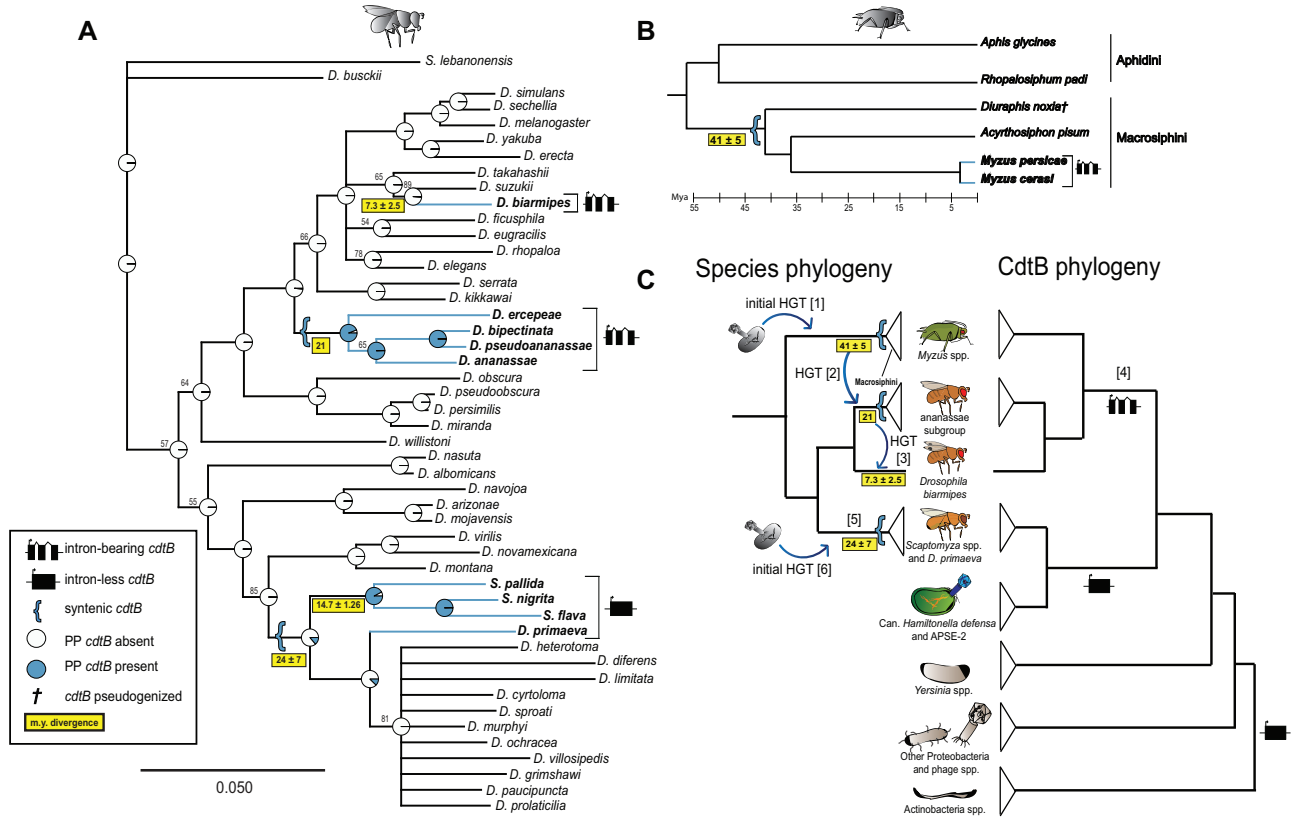 A
S. lebanonensis
D. busckii
D. simulans
D. sechellia
D. melanogaster
D. yakuba
D. erecta
D. takahashii
65
89
D. suzukii
7.3 ± 2.5
D. biarmipes
D. ficusphila
54
D. eugracilis
66
D. rhopaloa
78
D. elegans
D. serrata
D. kikkawai
D. ercepeae
21
D. bipectinata
65
D. pseudoananassae
D. ananassae
D. obscura
D. pseudoobscura
64
D. persimilis
D. miranda
57
D. willistoni
D. nasuta
D. albomicans
55
D. navojoa
D. arizonae
D. mojavensis
D. virilis
D. novamexicana
D. montana
85
S. pallida
14.7 ± 1.26
S. nigrita
S. flava
D. primaeva
24 ± 7
D. heterotoma
D. diferens
D. limitata
D. cyrtoloma
D. sproati
81
D. murphyi
D. ochracea
D. villosipedis
D. grimshawi
D. paucipuncta
D. prolaticilia
intron-bearing cdtB
intron-less cdtB
syntenic cdtB
PP cdtB absent
PP cdtB present
† cdtB pseudogenized
m.y. divergence
0.050
B
Aphis glycines
Rhopalosiphum padi
Aphidini
Diuraphis noxia†
Acyrthosiphon pisum
Macrosiphini
41 ± 5
Myzus persicae
Myzus cerasi
Mya
55 45 35 25 15 5
C
Species phylogeny
CdtB phylogeny
initial HGT [1]
41 ± 5
Myzus spp.
HGT [2]
Macrosiphini
21
ananassae
subgroup
HGT
[3]
7.3 ± 2.5
Drosophila
biarmipes
[5]
24 ± 7
Scaptomyza spp.
and D. primaeva
initial HGT [6]
[4]
Can. Hamiltonella defensa
and APSE-2
Yersinia spp.
Other Proteobacteria
and phage spp.
Actinobacteria spp.